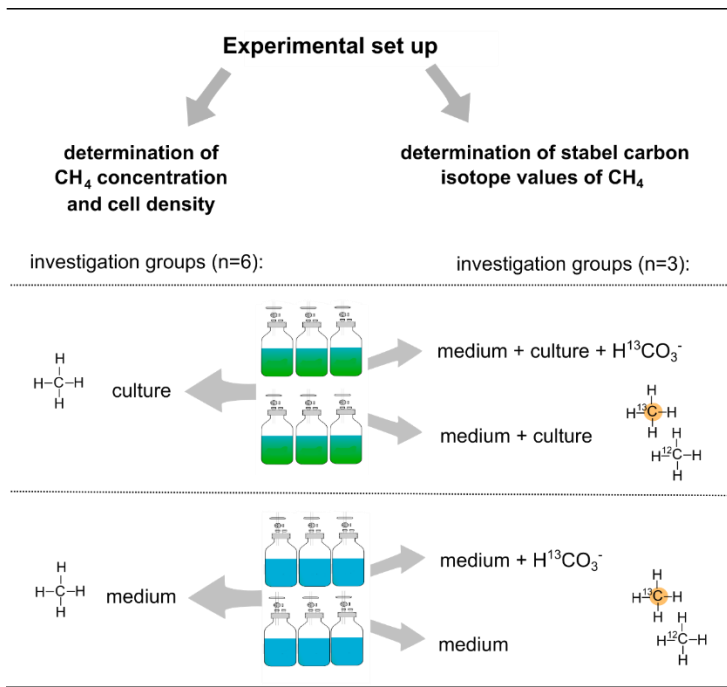 Experimental set up
determination of
CH₄ concentration
and cell density
determination of stabel carbon
isotope values of CH₄
investigation groups (n=6):
investigation groups (n=3):
H
H-C-H
H
culture
medium + culture + H¹³CO₃⁻
medium + culture
H
H-¹³C-H
H
H
H-¹²C-H
H
H
H-C-H
H
medium
medium + H¹³CO₃⁻
medium
H
H-¹³C-H
H
H
H-¹²C-H
H